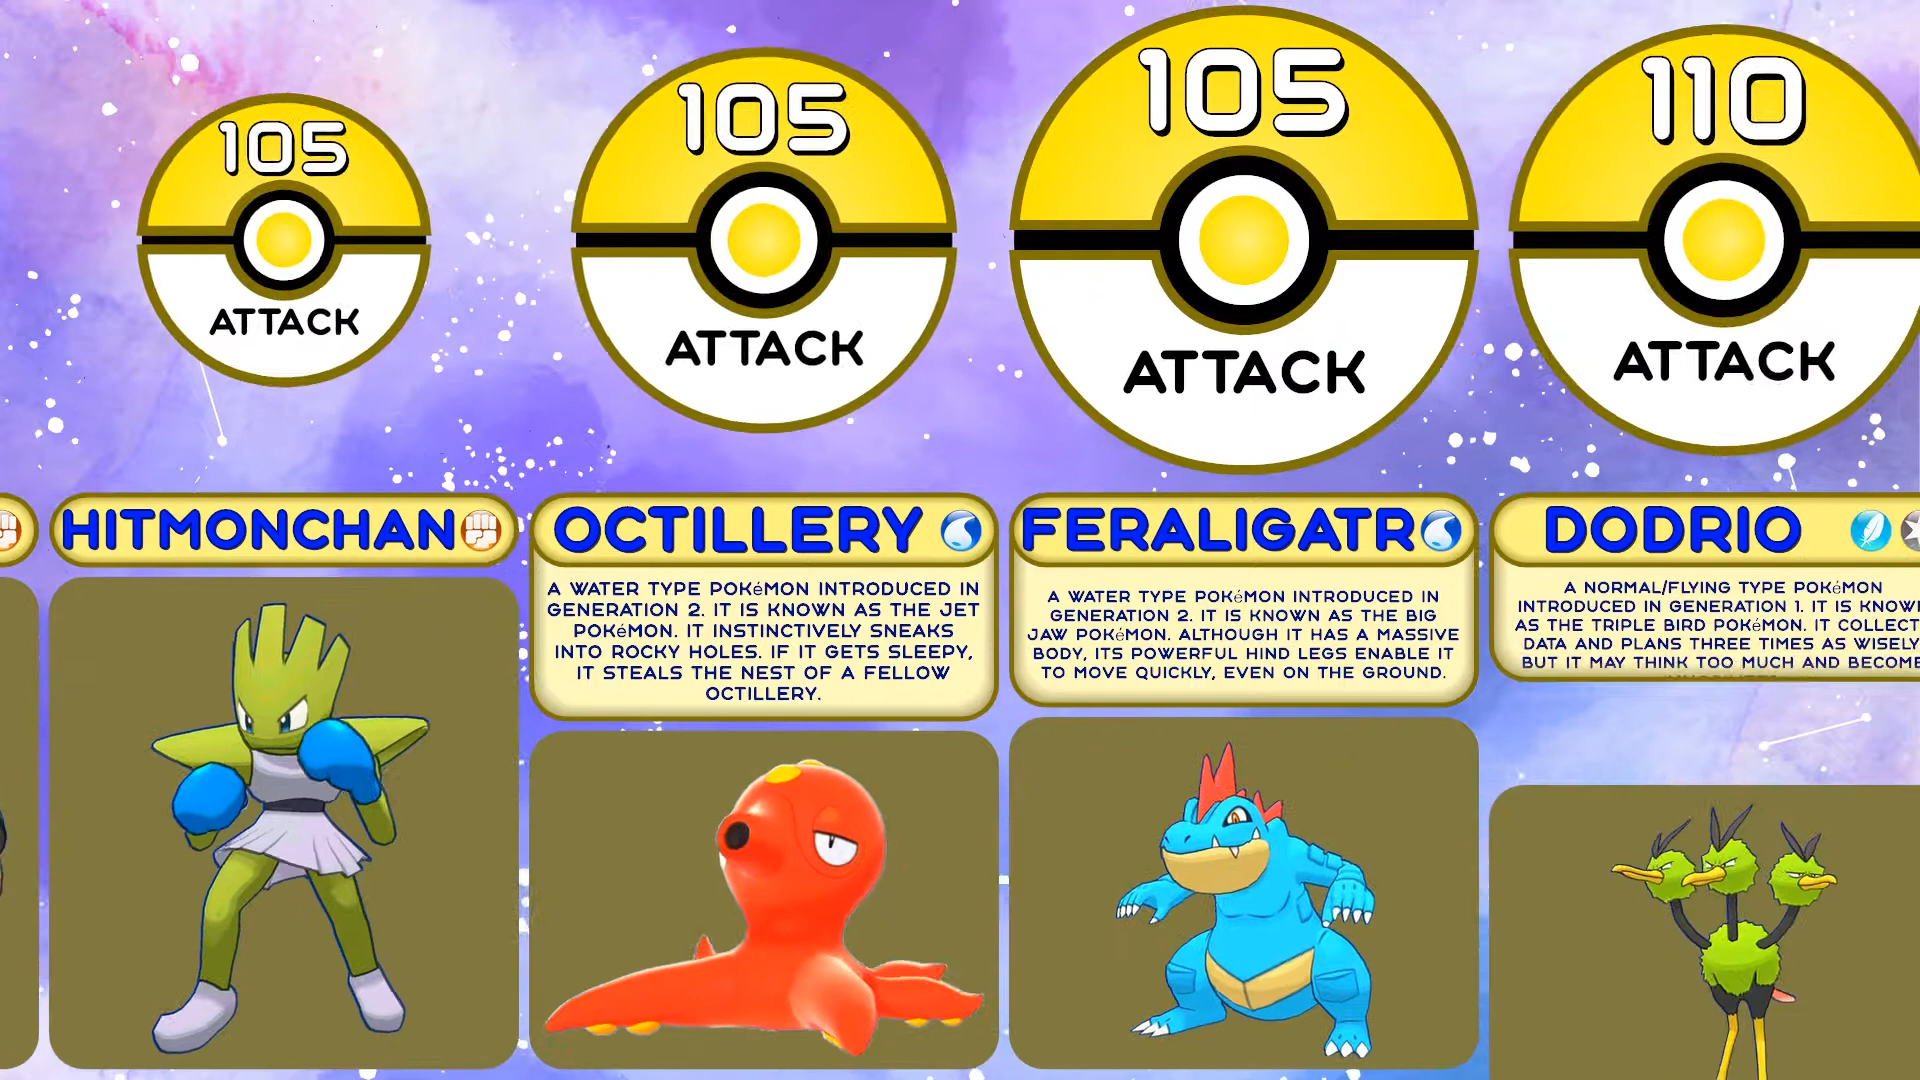 105
ATTACK
105
ATTACK
105
ATTACK
110
ATTACK
HITMONCHAN
OCTILLERY
A WATER TYPE POKéMON INTRODUCED IN
GENERATION 2. IT IS KNOWN AS THE JET
POKéMON. IT INSTINCTIVELY SNEAKS
INTO ROCKY HOLES. IF IT GETS SLEEPY,
IT STEALS THE NEST OF A FELLOW
OCTILLERY.
FERALIGATR
A WATER TYPE POKéMON INTRODUCED IN
GENERATION 2. IT IS KNOWN AS THE BIG
JAW POKéMON. ALTHOUGH IT HAS A MASSIVE
BODY, ITS POWERFUL HIND LEGS ENABLE IT
TO MOVE QUICKLY, EVEN ON THE GROUND.
DODRIO
A NORMAL/FLYING TYPE POKéMON
INTRODUCED IN GENERATION 1. IT IS KNOWN
AS THE TRIPLE BIRD POKéMON. IT COLLECT
DATA AND PLANS THREE TIMES AS WISELY
BUT IT MAY THINK TOO MUCH AND BECOME